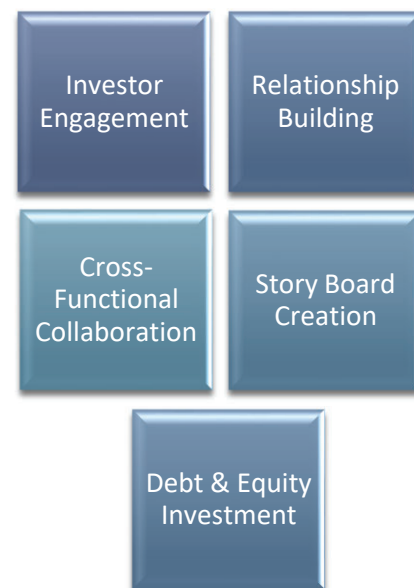 Investor
Engagement
Relationship
Building
Cross-
Functional
Collaboration
Story Board
Creation
Debt & Equity
Investment